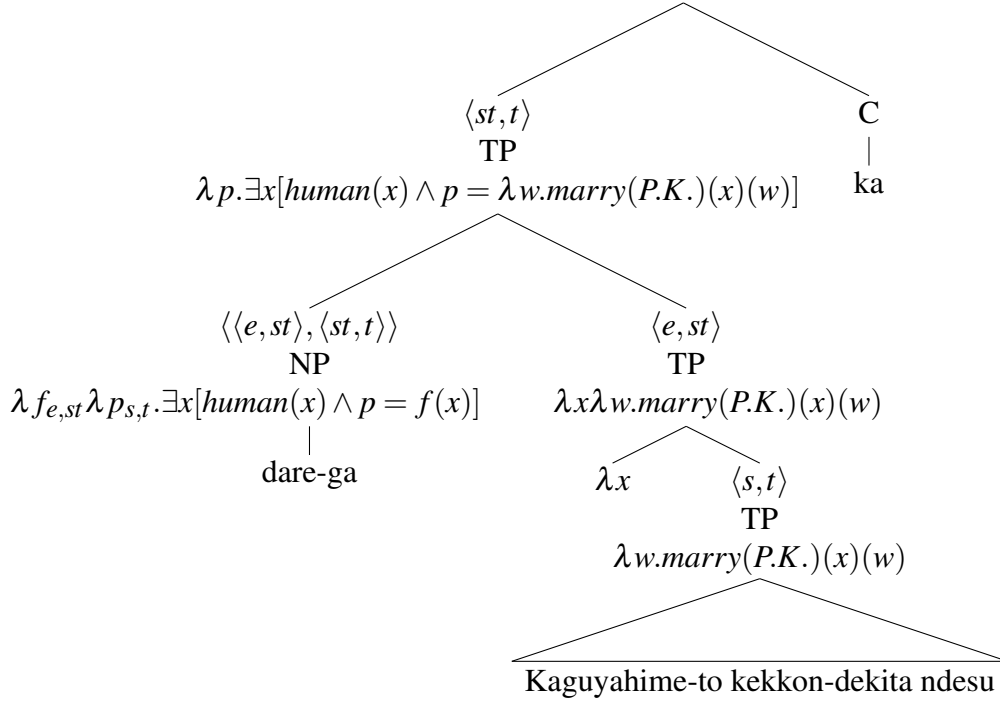 ⟨st,t⟩ C
TP
λp.∃x[human(x) ∧ p = λw.marry(P.K.)(x)(w)] ka
⟨⟨e,st⟩,⟨st,t⟩⟩ ⟨e,st⟩
NP TP
λf_{e,st}λp_{s,t}.∃x[human(x) ∧ p = f(x)] λxλw.marry(P.K.)(x)(w)
dare-ga λx ⟨s,t⟩
TP
λw.marry(P.K.)(x)(w)
Kaguyahime-to kekkon-dekita ndesu